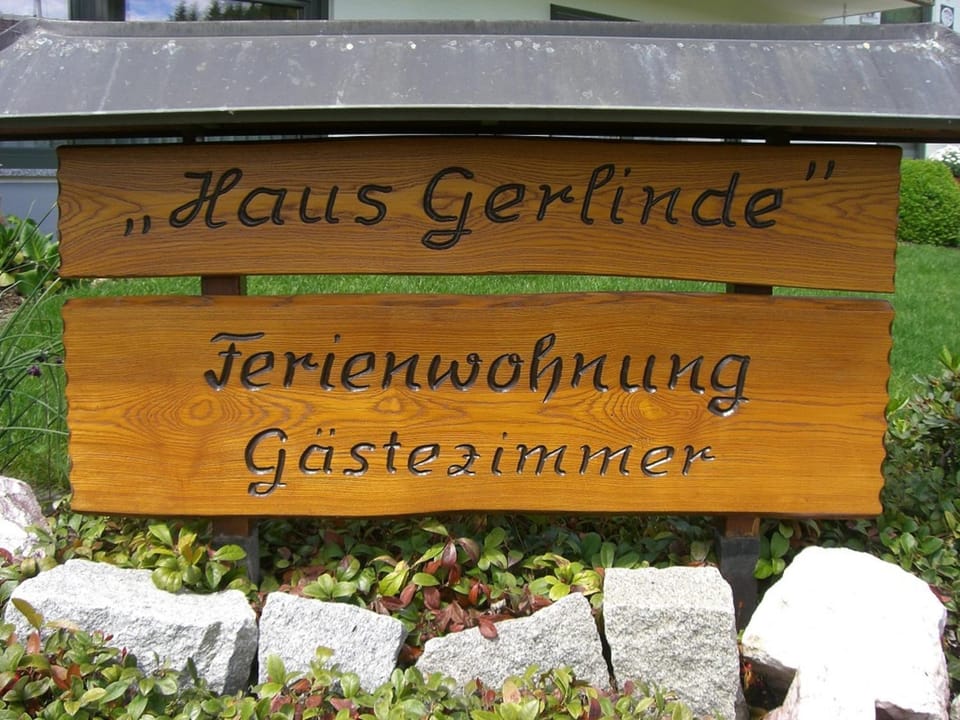 „Haus Gerlinde”
Ferienwohnung
Gästezimmer